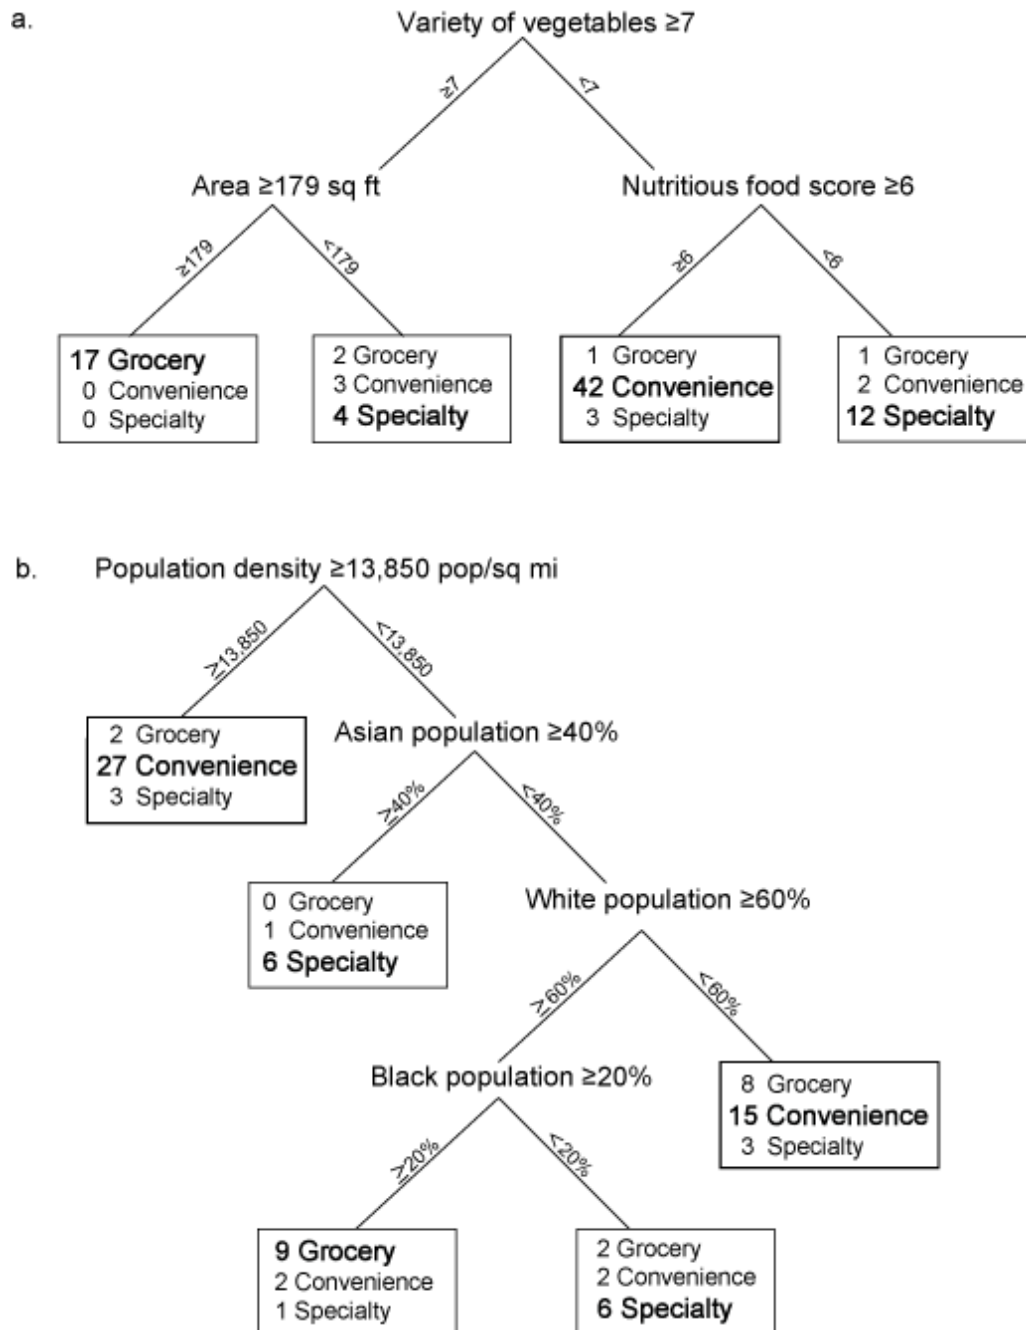 a.
Variety of vegetables ≥7
≥7
<7
Area ≥179 sq ft
Nutritious food score ≥6
≥179
<179
≥6
<6
17 Grocery
0 Convenience
0 Specialty
2 Grocery
3 Convenience
4 Specialty
1 Grocery
42 Convenience
3 Specialty
1 Grocery
2 Convenience
12 Specialty
b.
Population density ≥13,850 pop/sq mi
≥13,850
<13,850
2 Grocery
27 Convenience
3 Specialty
Asian population ≥40%
≥40%
<40%
0 Grocery
1 Convenience
6 Specialty
White population ≥60%
≥60%
<60%
Black population ≥20%
8 Grocery
15 Convenience
3 Specialty
≥20%
<20%
9 Grocery
2 Convenience
1 Specialty
2 Grocery
2 Convenience
6 Specialty